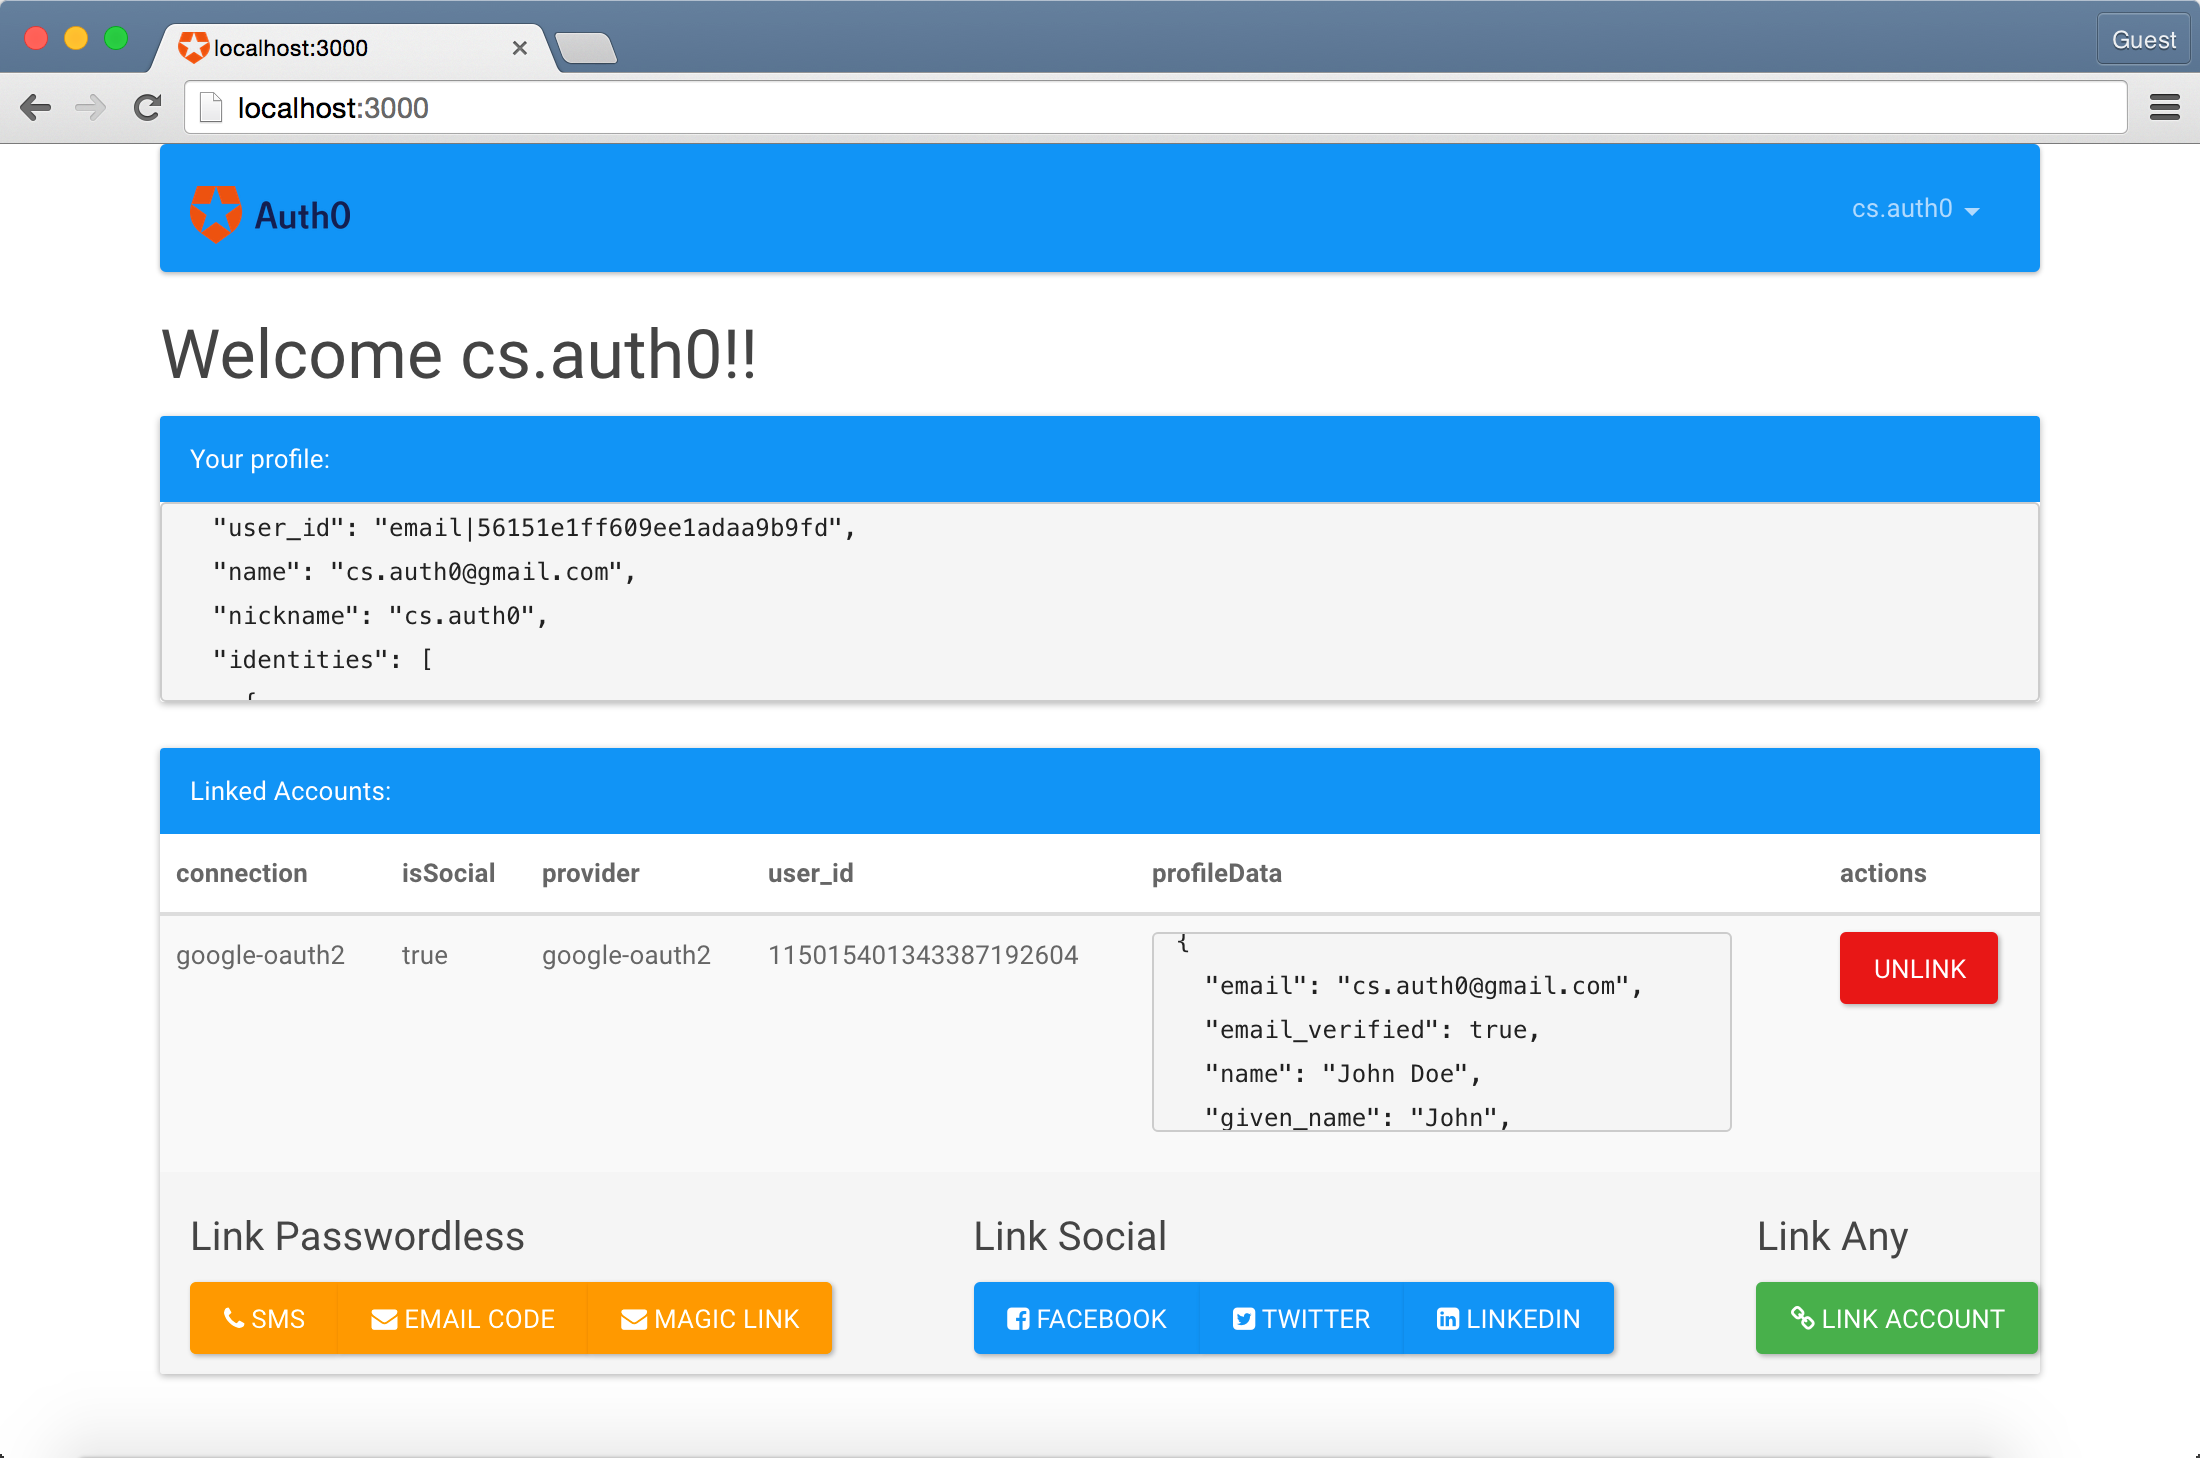 localhost:3000
Guest
localhost:3000
Auth0
cs.auth0
Welcome cs.auth0!!
Your profile:
"user_id": "email|56151e1ff609ee1adaa9b9fd",
"name": "cs.auth0@gmail.com",
"nickname": "cs.auth0",
"identities": [
{
Linked Accounts:
connection isSocial provider user_id profileData actions
google-oauth2 true google-oauth2 115015401343387192604
{
"email": "cs.auth0@gmail.com",
"email_verified": true,
"name": "John Doe",
"given_name": "John",
UNLINK
Link Passwordless
SMS EMAIL CODE MAGIC LINK
Link Social
FACEBOOK TWITTER LINKEDIN
Link Any
LINK ACCOUNT